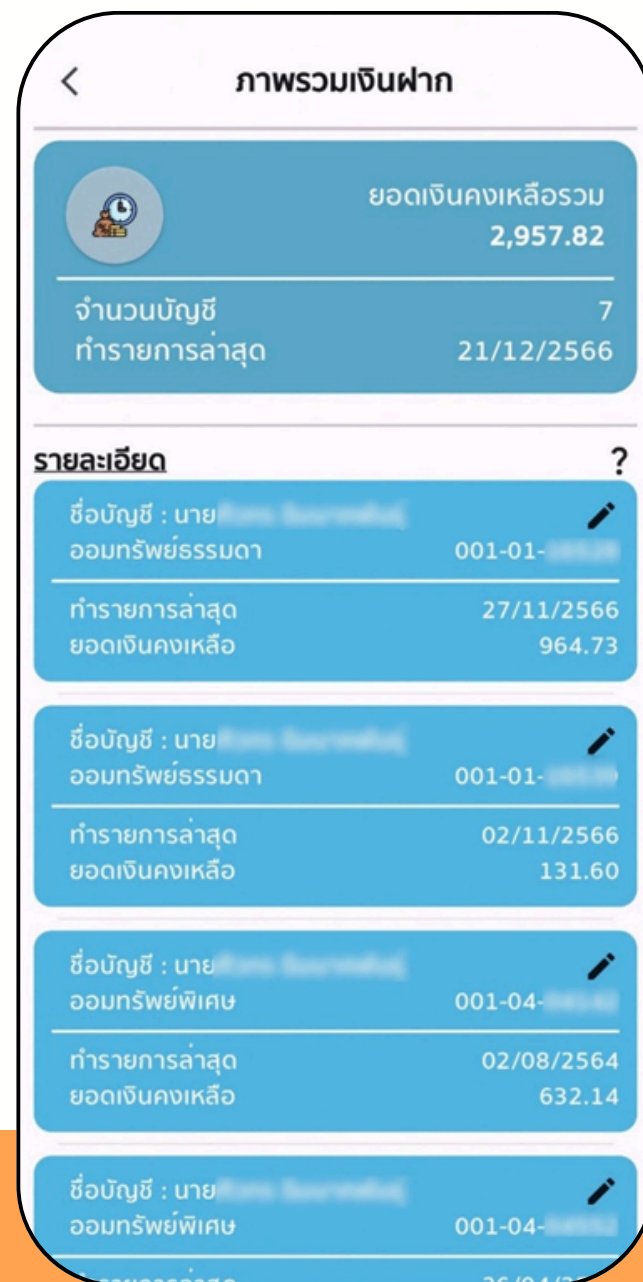 ภาพรวมเงินฝาก
ยอดเงินคงเหลือรวม
2,957.82
จำนวนบัญชี 7
ทำรายการล่าสุด 21/12/2566
รายละเอียด ?
ชื่อบัญชี : นาย
ออมทรัพย์ธรรมดา 001-01-
ทำรายการล่าสุด 27/11/2566
ยอดเงินคงเหลือ 964.73
ชื่อบัญชี : นาย
ออมทรัพย์ธรรมดา 001-01-
ทำรายการล่าสุด 02/11/2566
ยอดเงินคงเหลือ 131.60
ชื่อบัญชี : นาย
ออมทรัพย์พิเศษ 001-04-
ทำรายการล่าสุด 02/08/2564
ยอดเงินคงเหลือ 632.14
ชื่อบัญชี : นาย
ออมทรัพย์พิเศษ 001-04-